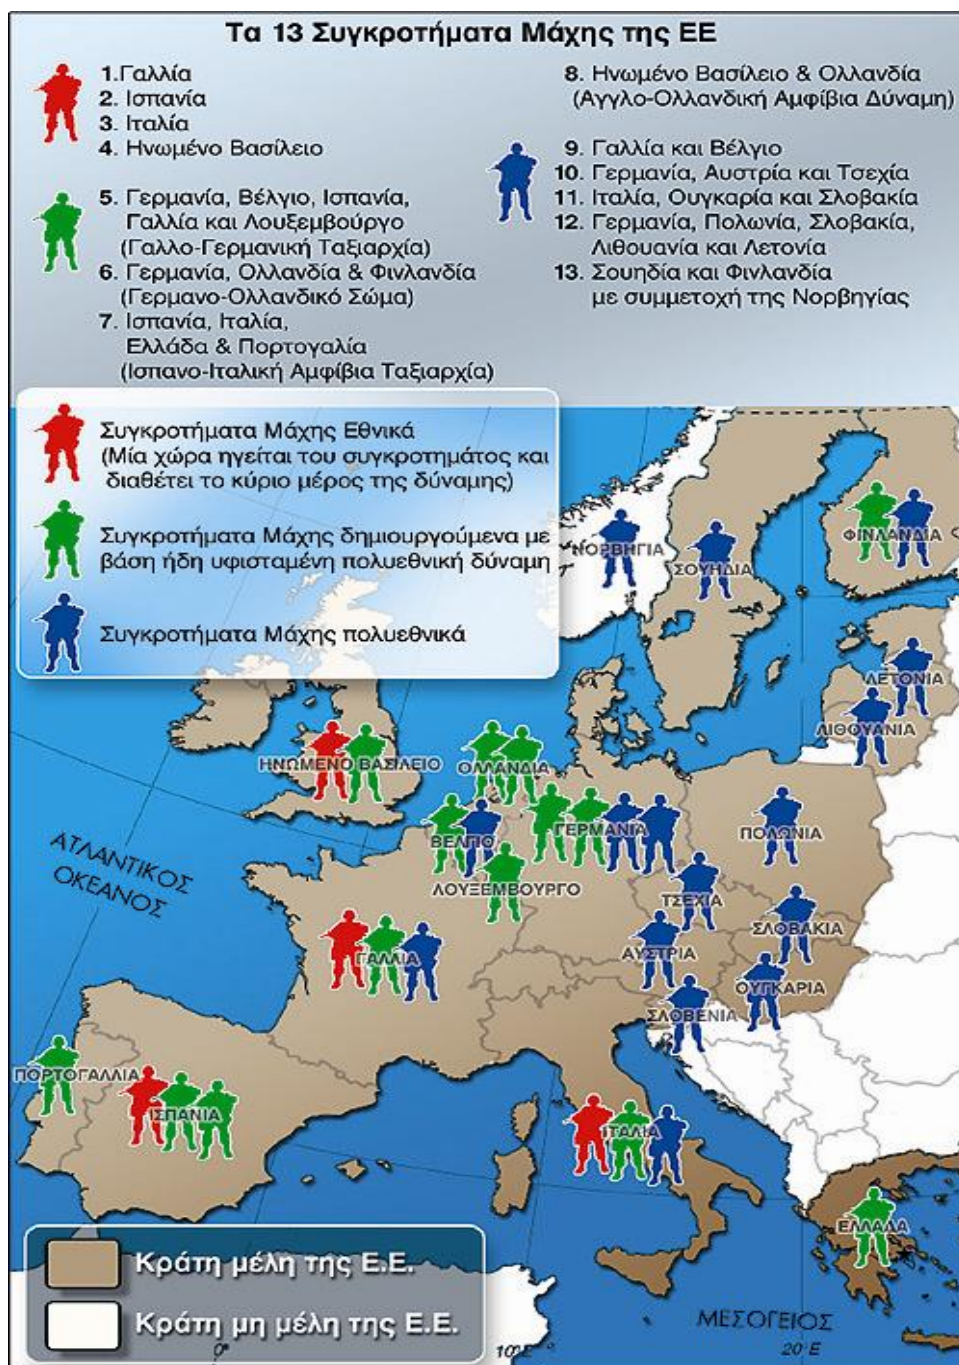 Τα 13 Συγκροτήματα Μάχης της ΕΕ
1.Γαλλία
2. Ισπανία
3. Ιταλία
4. Ηνωμένο Βασίλειο
5. Γερμανία, Βέλγιο, Ισπανία,
Γαλλία και Λουξεμβούργο
(Γαλλο-Γερμανική Ταξιαρχία)
6. Γερμανία, Ολλανδία & Φινλανδία
(Γερμανο-Ολλανδικό Σώμα)
7. Ισπανία, Ιταλία,
Ελλάδα & Πορτογαλία
(Ισπανο-Ιταλική Αμφίβια Ταξιαρχία)
8. Ηνωμένο Βασίλειο & Ολλανδία
(Αγγλο-Ολλανδική Αμφίβια Δύναμη)
9. Γαλλία και Βέλγιο
10. Γερμανία, Αυστρία και Τσεχία
11. Ιταλία, Ουγκαρία και Σλοβακία
12. Γερμανία, Πολωνία, Σλοβακία,
Λιθουανία και Λετονία
13. Σουηδία και Φινλανδία
με συμμετοχή της Νορβηγίας
Συγκροτήματα Μάχης Εθνικά
(Μία χώρα ηγείται του συγκροτημάτος και
διαθέτει το κύριο μέρος της δύναμης)
Συγκροτήματα Μάχης δημιουργούμενα με
βάση ήδη υφισταμένη πολυεθνική δύναμη
Συγκροτήματα Μάχης πολυεθνικά
ΝΟΡΒΗΓΙΑ
ΣΟΥΗΔΙΑ
ΦΙΝΛΑΝΔΙΑ
ΛΕΤΟΝΙΑ
ΛΙΘΟΥΑΝΙΑ
ΗΝΩΜΕΝΟ ΒΑΣΙΛΕΙΟ
ΟΛΛΑΝΔΙΑ
ΒΕΛΓΙΟ
ΓΕΡΜΑΝΙΑ
ΠΟΛΩΝΙΑ
ΛΟΥΞΕΜΒΟΥΡΓΟ
ΤΣΕΧΙΑ
ΣΛΟΒΑΚΙΑ
ΑΤΛΑΝΤΙΚΟΣ
ΟΚΕΑΝΟΣ
ΓΑΛΛΙΑ
ΑΥΣΤΡΙΑ
ΟΥΓΚΑΡΙΑ
ΣΛΟΒΕΝΙΑ
ΠΟΡΤΟΓΑΛΛΙΑ
ΙΣΠΑΝΙΑ
ΙΤΑΛΙΑ
ΕΛΛΑΔΑ
Κράτη μέλη της Ε.Ε.
Κράτη μη μέλη της Ε.Ε.
ΜΕΣΟΓΕΙΟΣ
0°
10°E
20°E